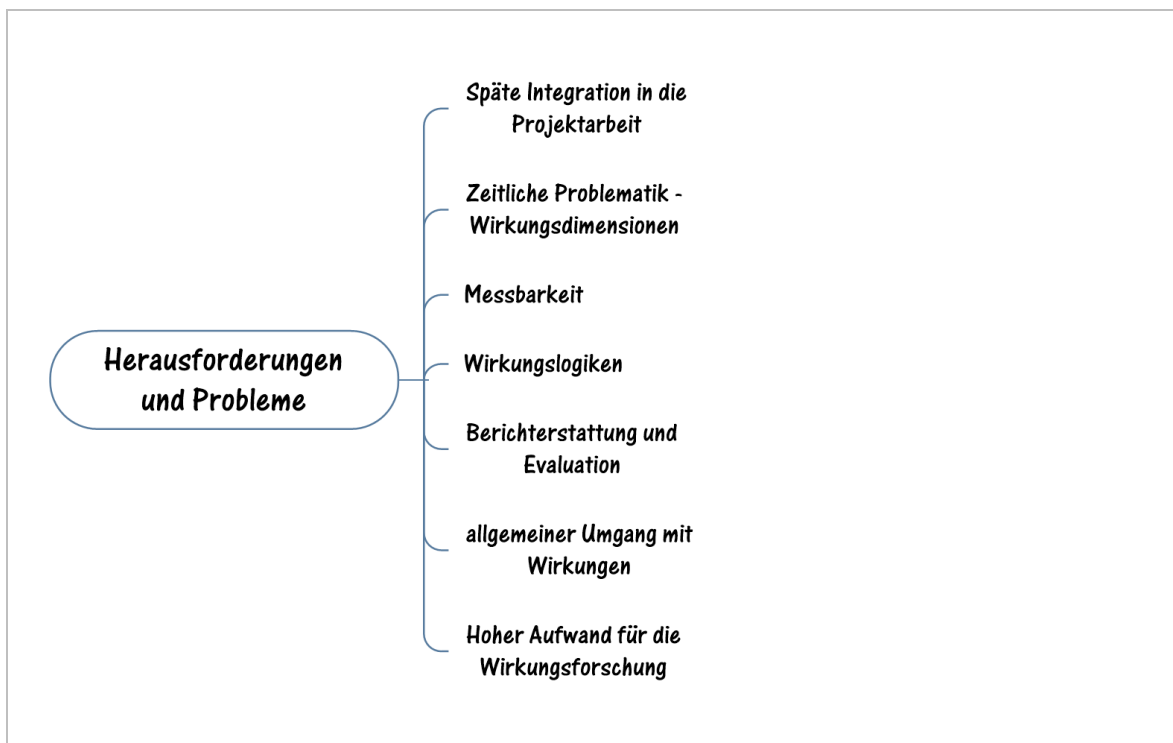 Späte Integration in die
Projektarbeit
Zeitliche Problematik -
Wirkungsdimensionen
Messbarkeit
Herausforderungen
und Probleme
Wirkungslogiken
Berichterstattung und
Evaluation
allgemeiner Umgang mit
Wirkungen
Hoher Aufwand für die
Wirkungsforschung